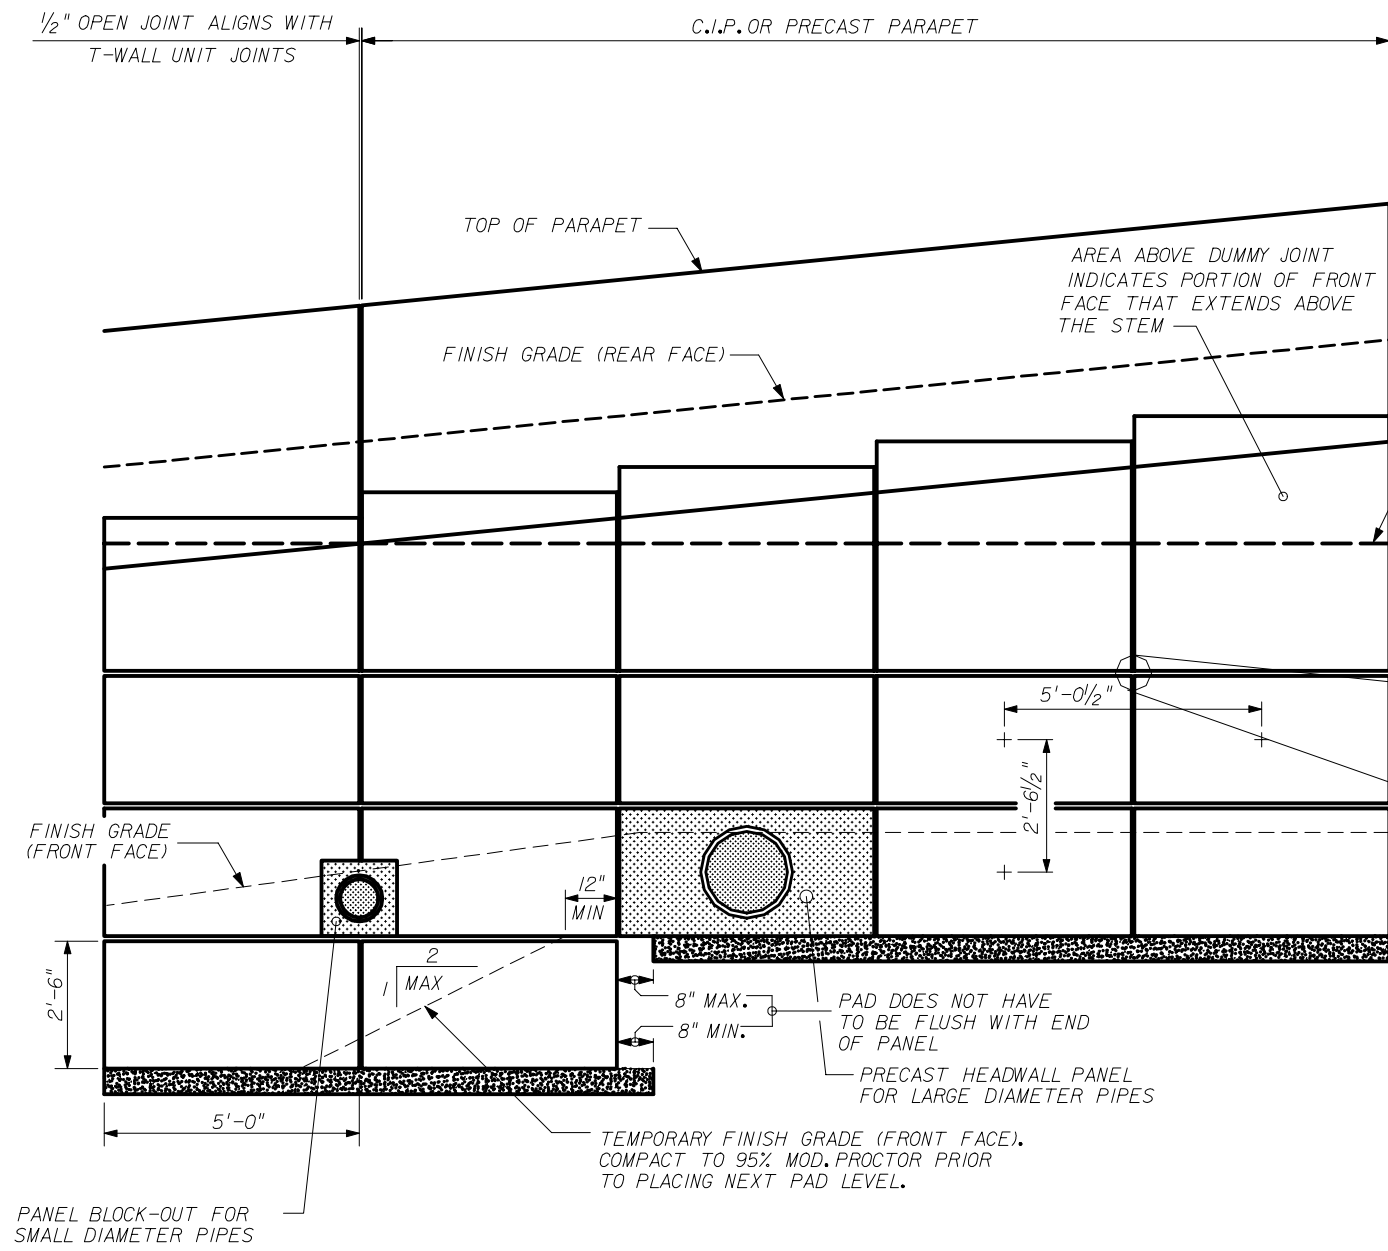 ½" OPEN JOINT ALIGNS WITH
T-WALL UNIT JOINTS
C.I.P. OR PRECAST PARAPET
TOP OF PARAPET
AREA ABOVE DUMMY JOINT
INDICATES PORTION OF FRONT
FACE THAT EXTENDS ABOVE
THE STEM
FINISH GRADE (REAR FACE)
5'-0½"
2'-6½"
FINISH GRADE
(FRONT FACE)
12"
MIN
2'-6"
2
1
MAX
8" MAX.
8" MIN.
PAD DOES NOT HAVE
TO BE FLUSH WITH END
OF PANEL
PRECAST HEADWALL PANEL
FOR LARGE DIAMETER PIPES
5'-0"
TEMPORARY FINISH GRADE (FRONT FACE).
COMPACT TO 95% MOD. PROCTOR PRIOR
TO PLACING NEXT PAD LEVEL.
PANEL BLOCK-OUT FOR
SMALL DIAMETER PIPES